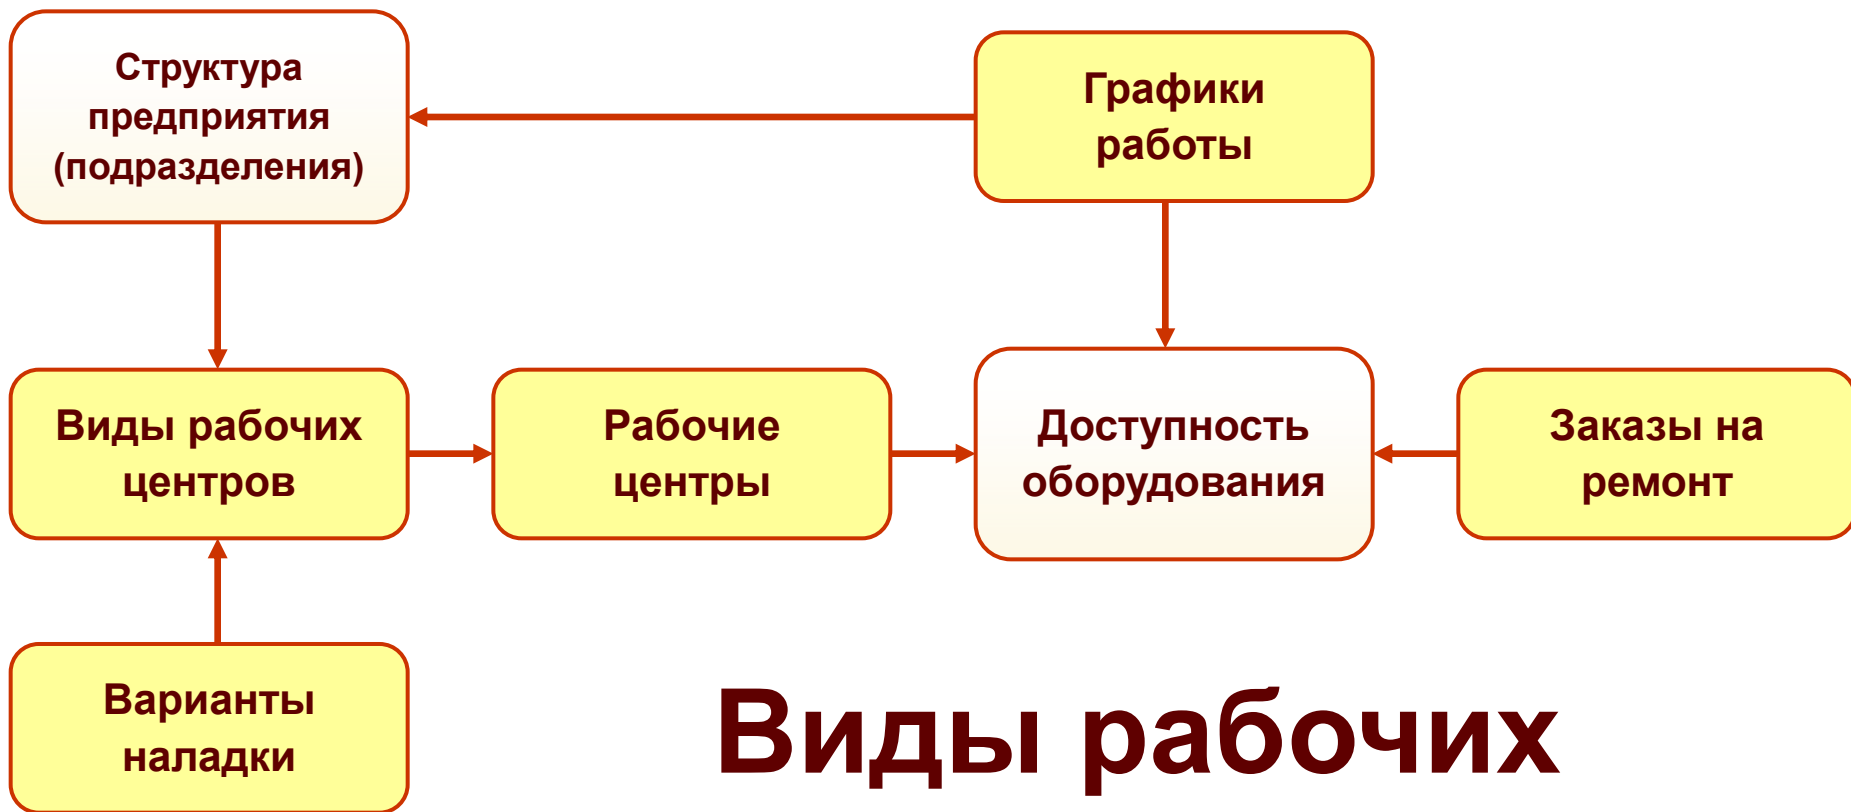 Структура
предприятия
(подразделения)
Графики
работы
Виды рабочих
центров
Рабочие
центры
Доступность
оборудования
Заказы на
ремонт
Варианты
наладки
Виды рабочих